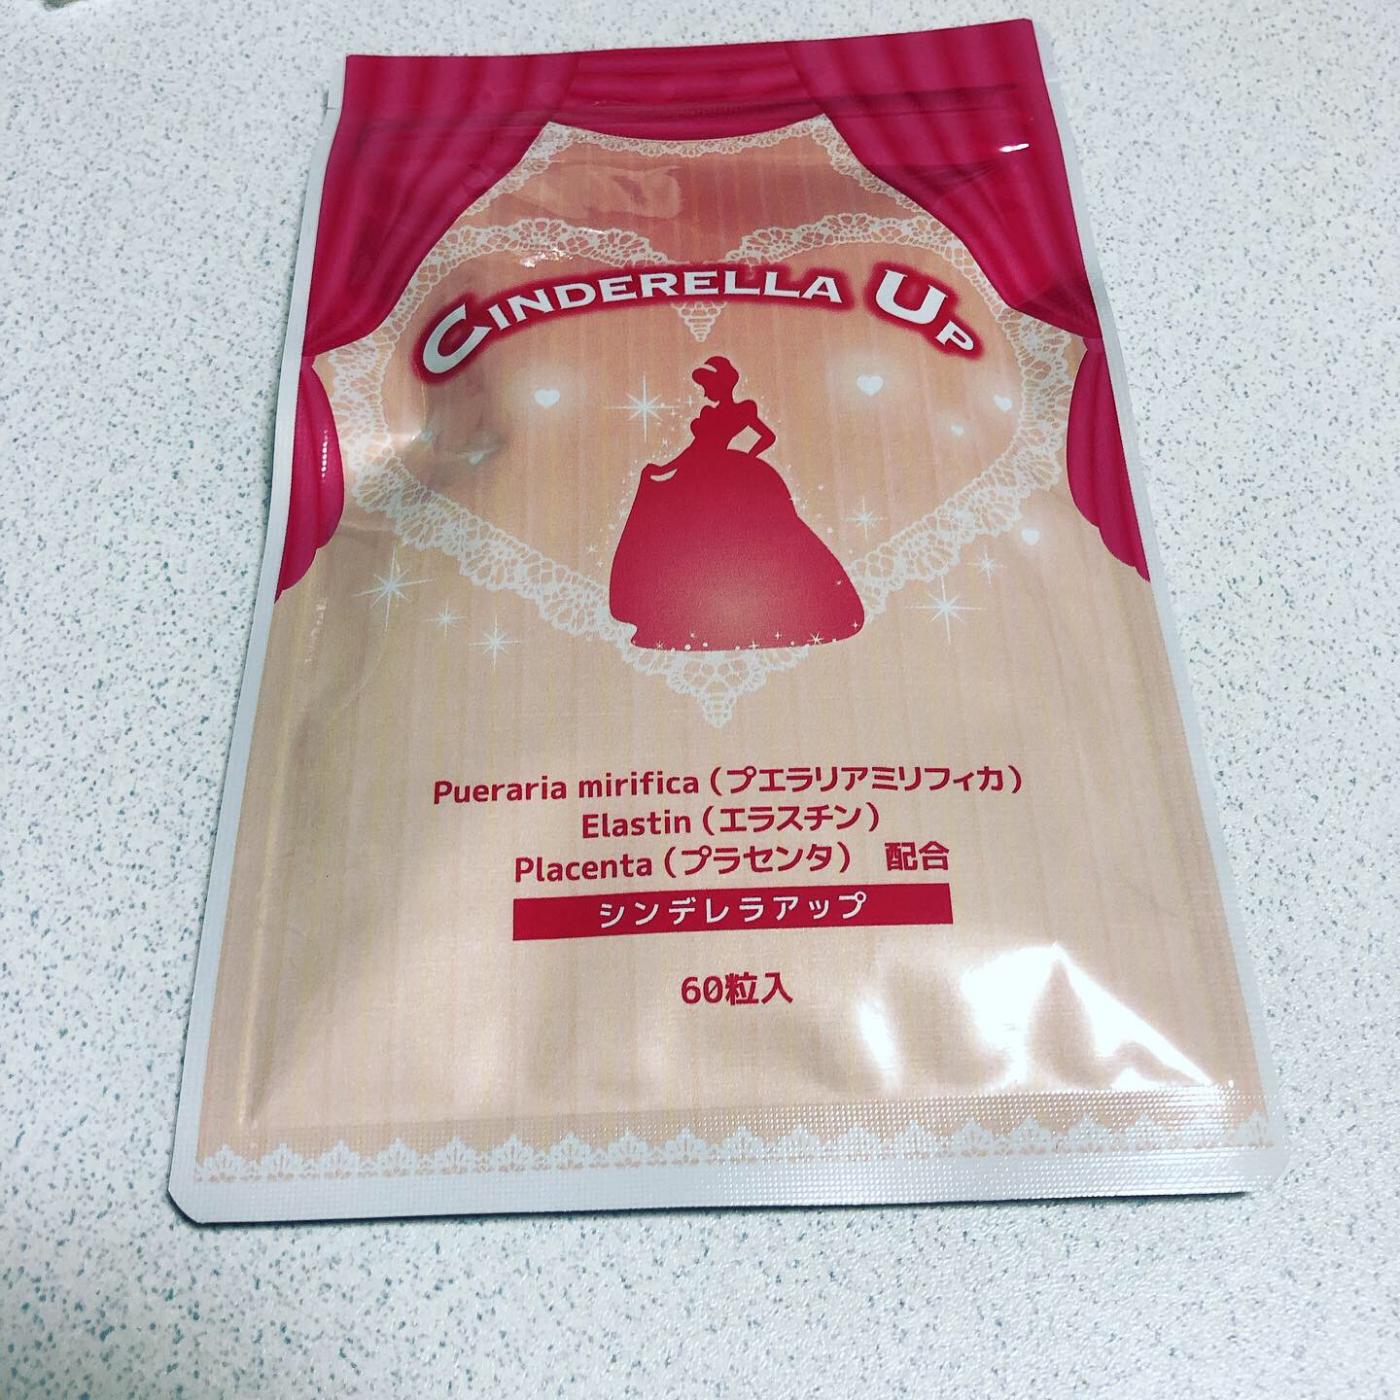 CINDERELLA UP
Pueraria mirifica（プエラリアミリフィカ）
Elastin（エラスチン）
Placenta（プラセンタ） 配合
シンデレラアップ
60粒入